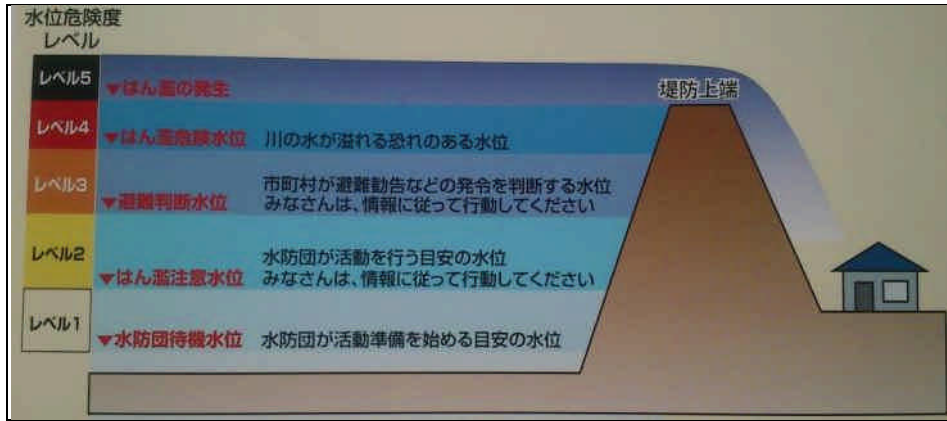 水位危険度
レベル
レベル5
▼はん濫の発生
堤防上端
レベル4
▼はん濫危険水位 川の水が溢れる恐れのある水位
レベル3
▼避難判断水位 市町村が避難勧告などの発令を判断する水位
みなさんは、情報に従って行動してください
レベル2
▼はん濫注意水位 水防団が活動を行う目安の水位
みなさんは、情報に従って行動してください
レベル1
▼水防団待機水位 水防団が活動準備を始める目安の水位